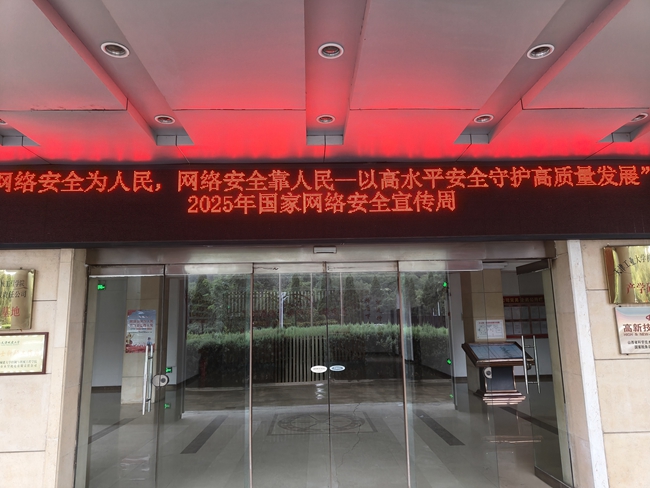 网络安全为人民，网络安全靠人民—以高水平安全守护高质量发展”
2025年国家网络安全宣传周
基地
高新技